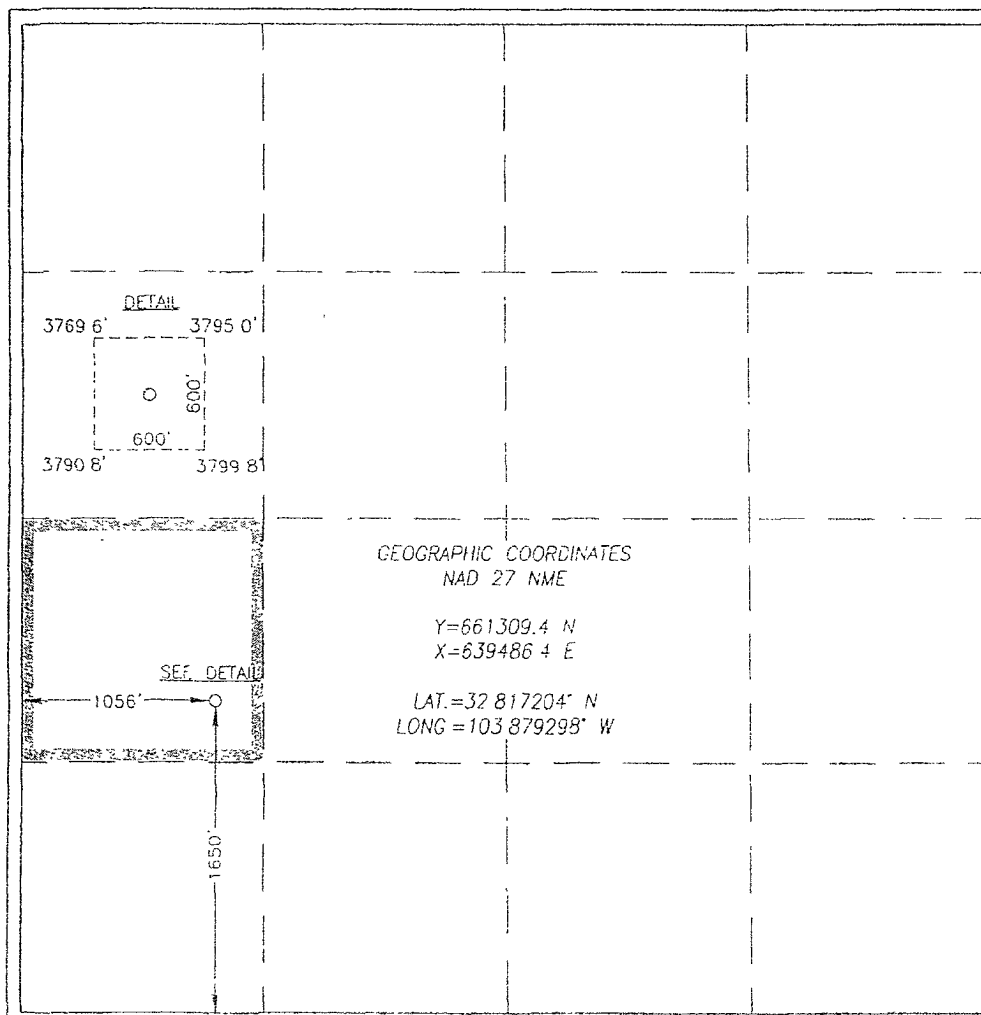 DETAIL
3769 6' 3795 0'
600'
600'
3790 8' 3799 8'
GEOGRAPHIC COORDINATES
NAD 27 NME
Y=661309.4 N
X=639486 4 E
SEE DETAIL
1056'
LAT.=32 817204° N
LONG =103 879298° W
1650'